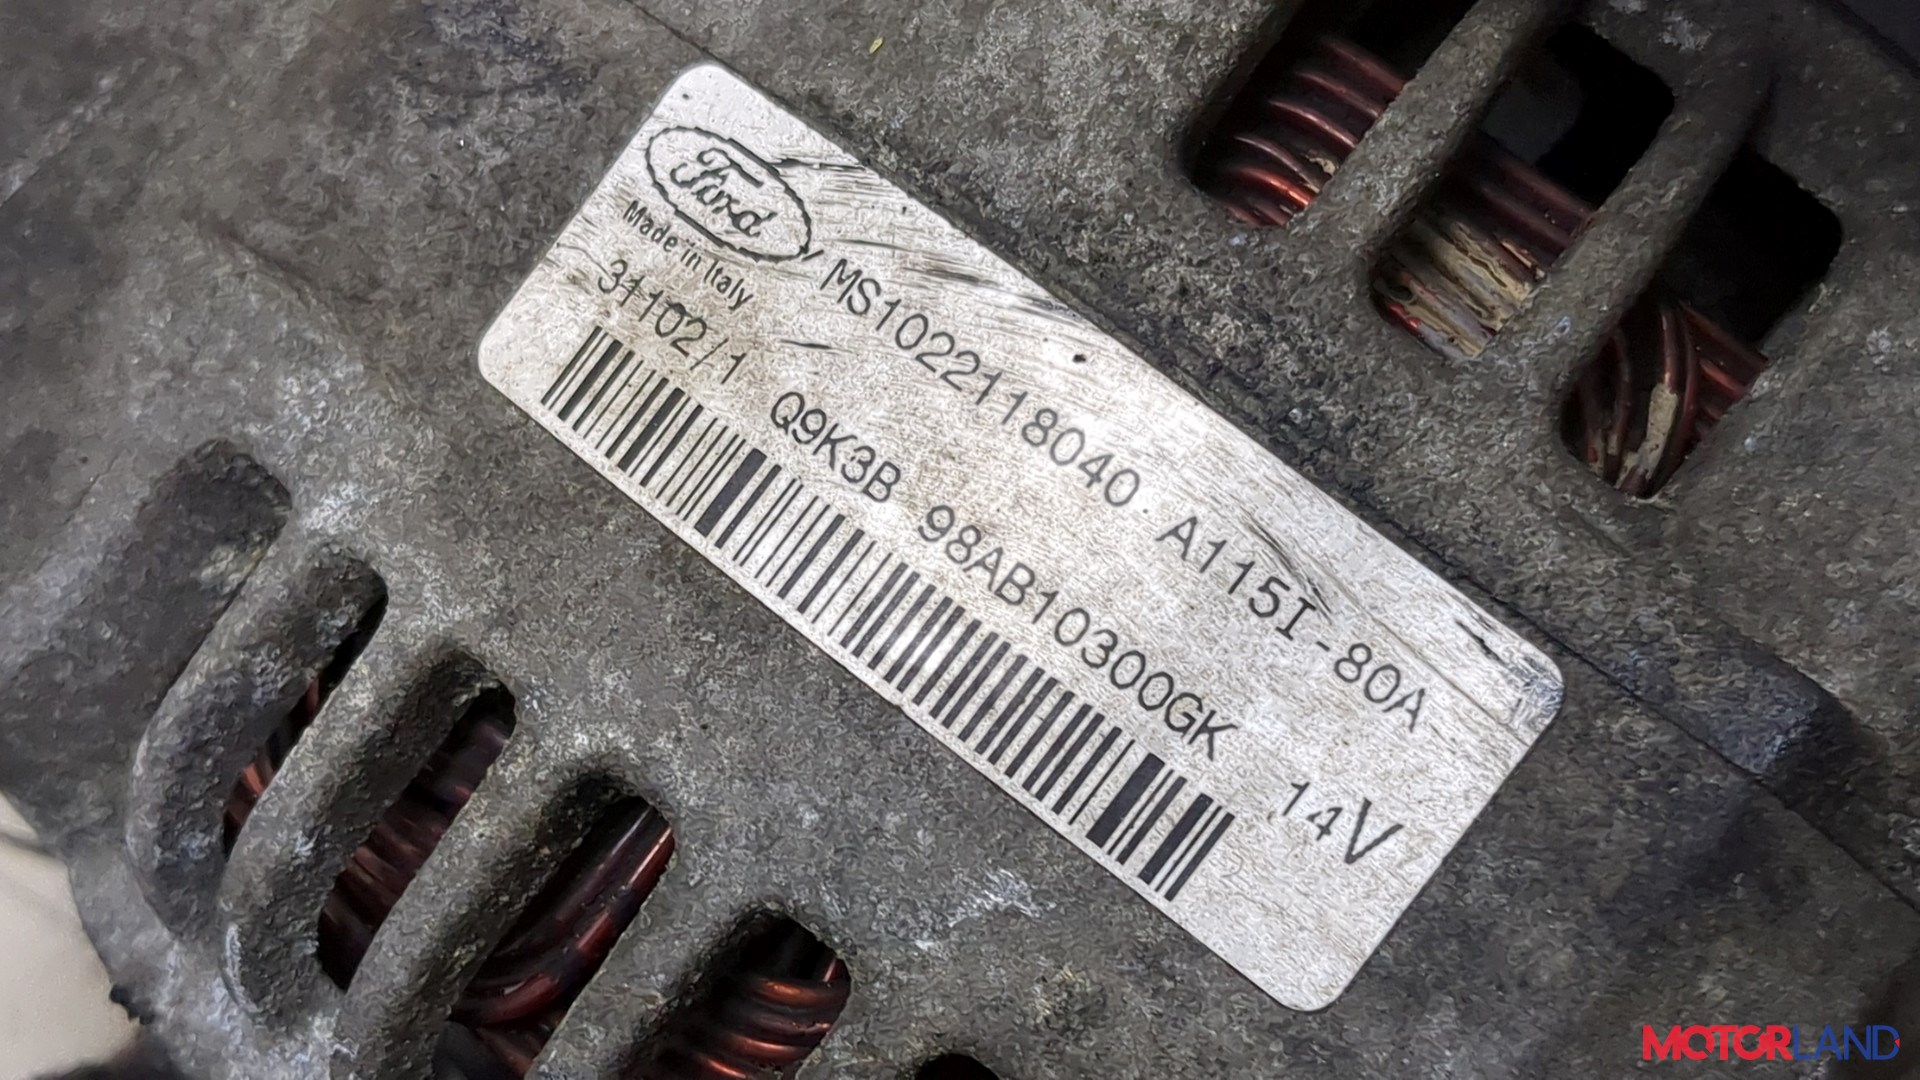 Ford
Made in Italy
MS1022118040 A115I-80A
31102/1 Q9K3B 98AB10300GK 14V
MOTORLAND